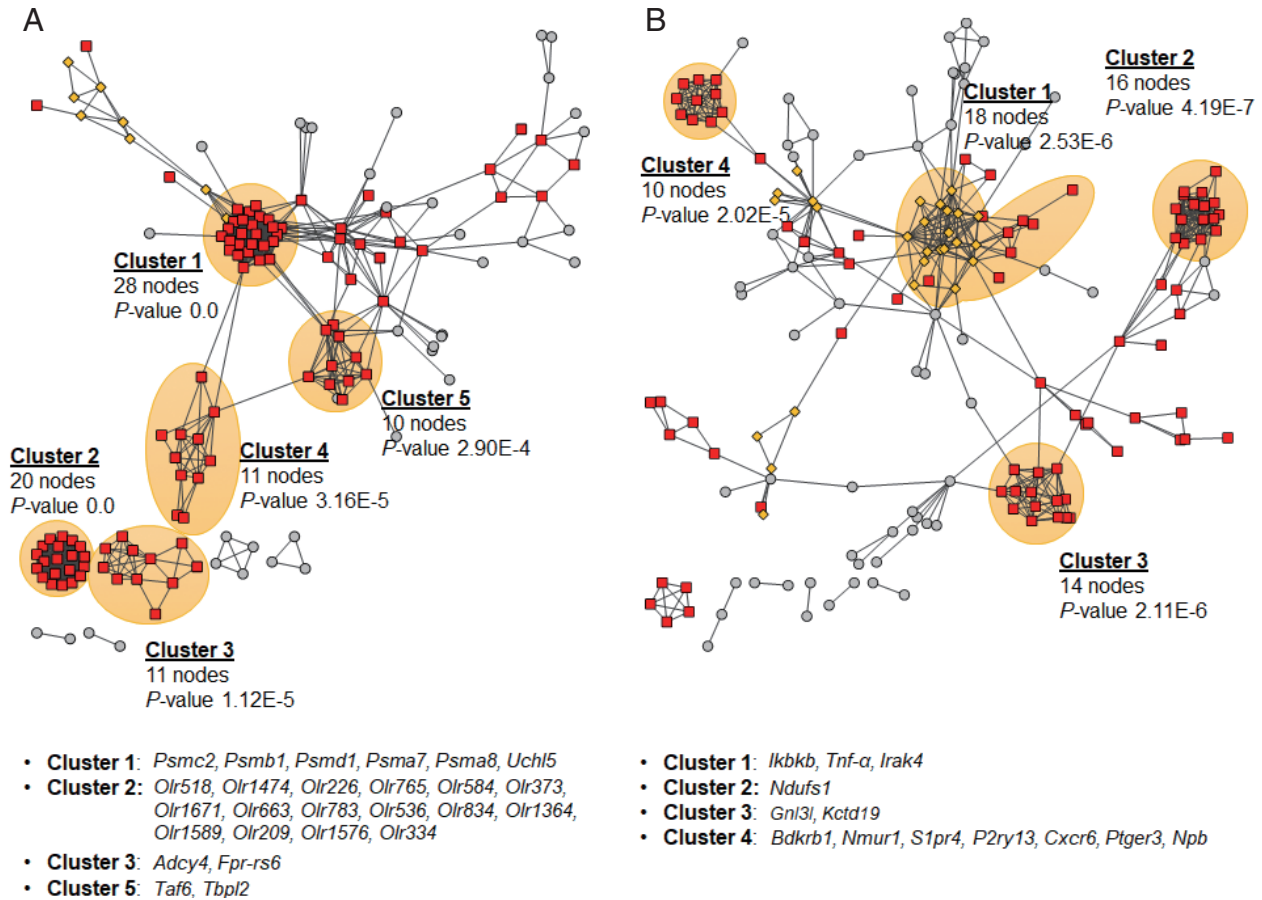 A
Cluster 1
28 nodes
P-value 0.0
Cluster 5
10 nodes
P-value 2.90E-4
Cluster 4
11 nodes
P-value 3.16E-5
Cluster 2
20 nodes
P-value 0.0
Cluster 3
11 nodes
P-value 1.12E-5
• Cluster 1: Psmc2, Psmb1, Psmd1, Psma7, Psma8, Uchl5
• Cluster 2: Olr518, Olr1474, Olr226, Olr765, Olr584, Olr373,
Olr1671, Olr663, Olr783, Olr536, Olr834, Olr1364,
Olr1589, Olr209, Olr1576, Olr334
• Cluster 3: Adcy4, Fpr-rs6
• Cluster 5: Taf6, Tbpl2
B
Cluster 2
16 nodes
P-value 4.19E-7
Cluster 1
18 nodes
P-value 2.53E-6
Cluster 4
10 nodes
P-value 2.02E-5
Cluster 3
14 nodes
P-value 2.11E-6
• Cluster 1: Ikbkb, Tnf-α, Irak4
• Cluster 2: Ndufs1
• Cluster 3: Gnl3l, Kctd19
• Cluster 4: Bdkrb1, Nmur1, S1pr4, P2ry13, Cxcr6, Ptger3, Npb